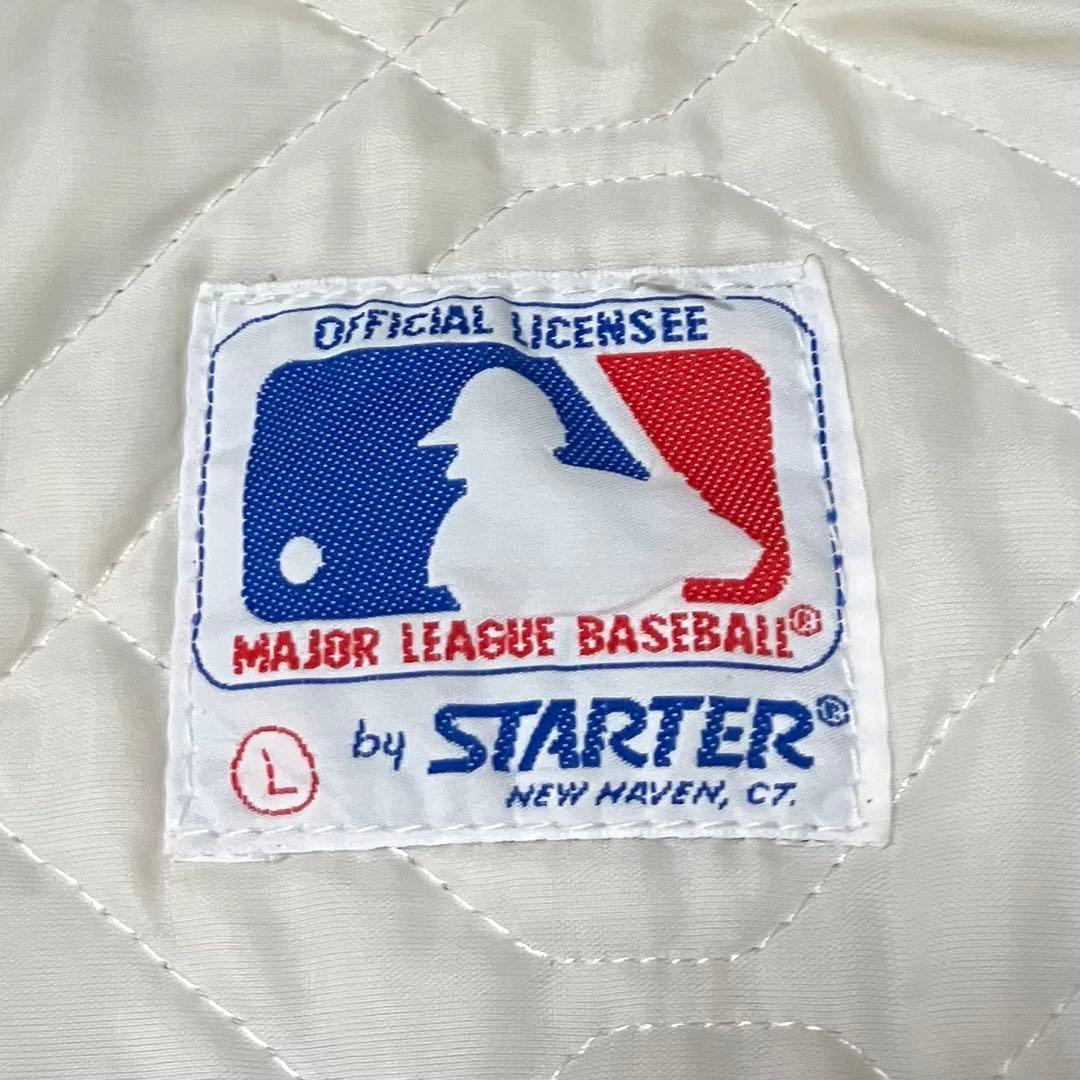 OFFICIAL LICENSEE
MAJOR LEAGUE BASEBALL®
L
by STARTER®
NEW HAVEN, CT.